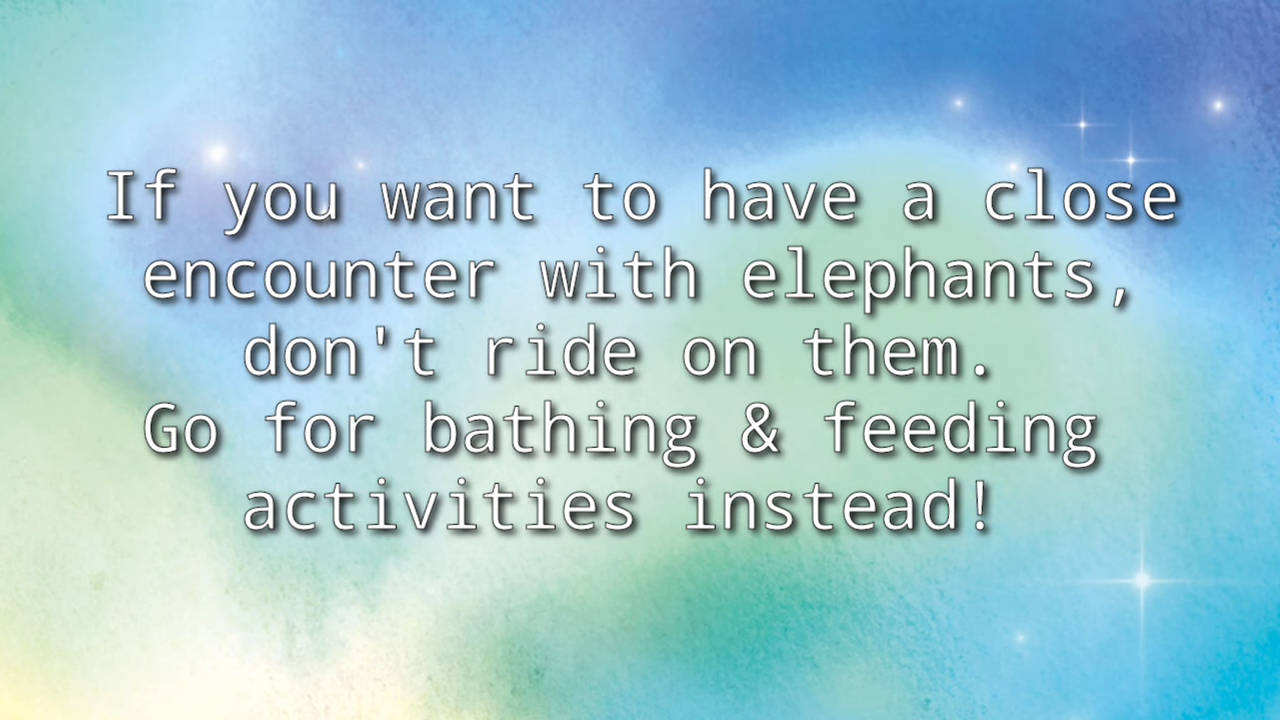 If you want to have a close
encounter with elephants,
don't ride on them.
Go for bathing & feeding
activities instead!